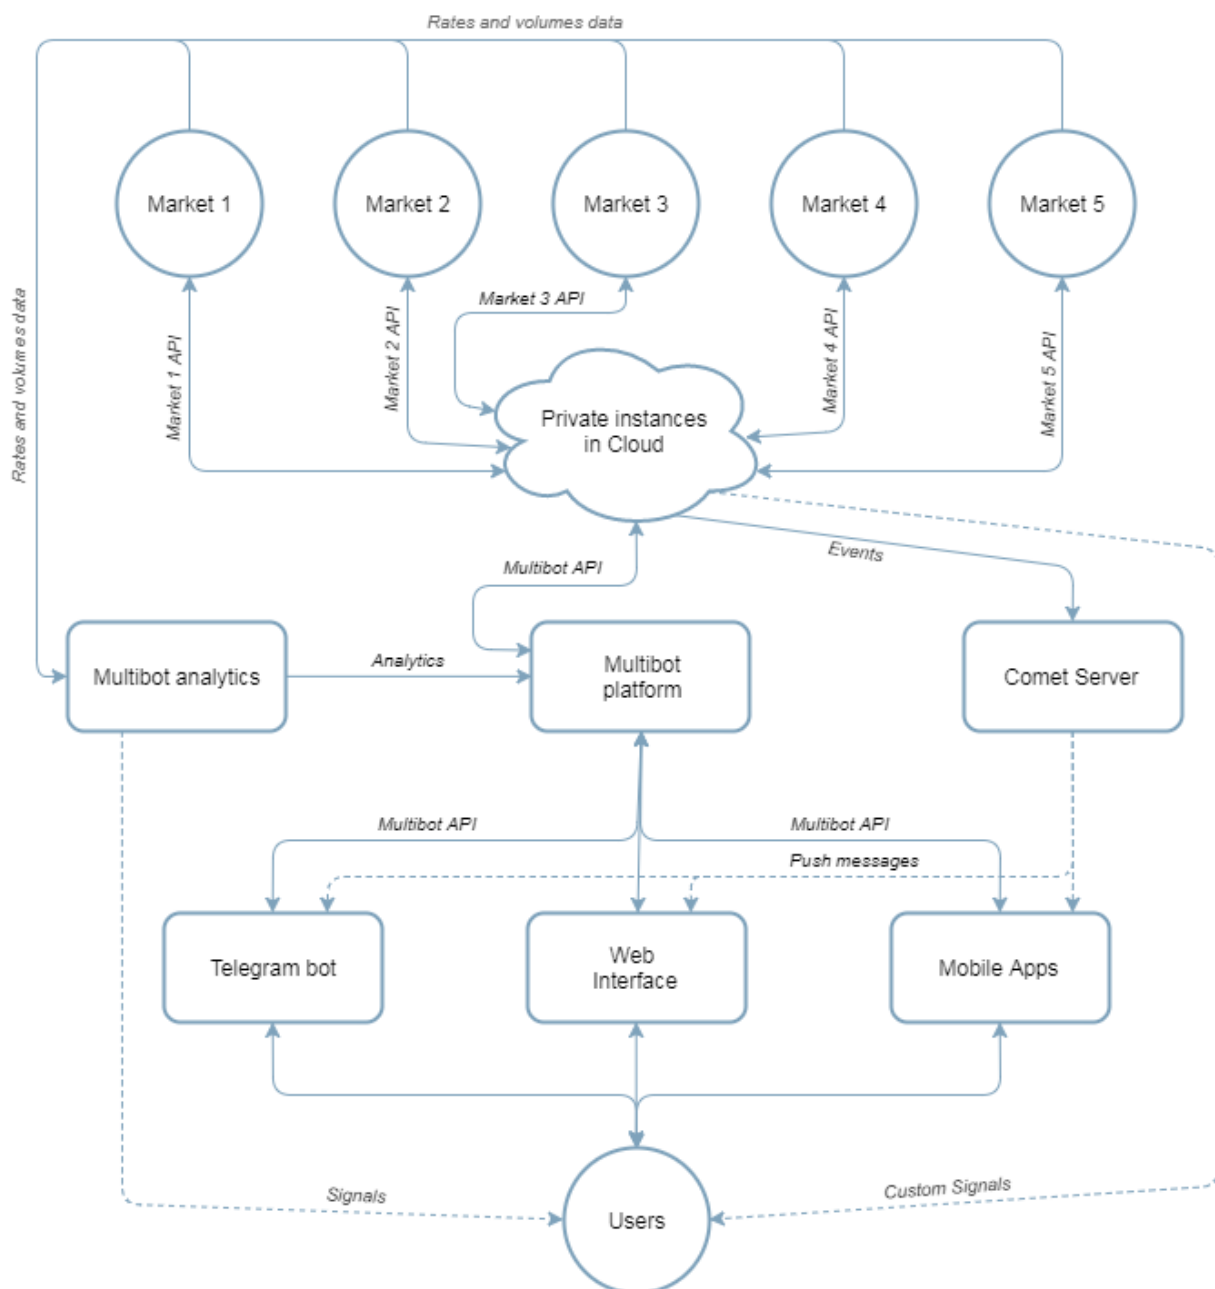 Rates and volumes data
Market 1
Market 2
Market 3
Market 4
Market 5
Rates and volumes data
Market 1 API
Market 2 API
Market 3 API
Market 4 API
Market 5 API
Private instances
in Cloud
Events
Multibot API
Multibot analytics
Analytics
Multibot
platform
Comet Server
Multibot API
Multibot API
Push messages
Telegram bot
Web
Interface
Mobile Apps
Signals
Custom Signals
Users